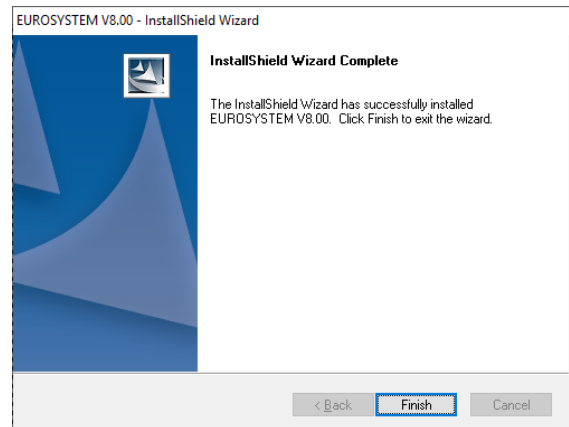 EUROSYSTEM V8.00 - InstallShield Wizard
InstallShield Wizard Complete
The InstallShield Wizard has successfully installed
EUROSYSTEM V8.00.  Click Finish to exit the wizard.
< Back
Finish
Cancel